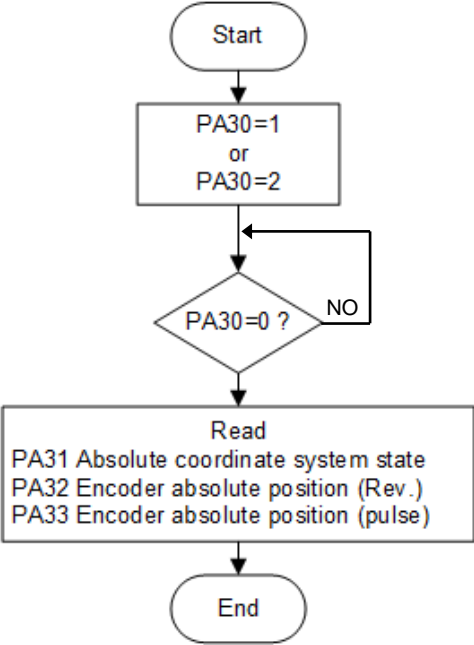 Start
PA30=1
or
PA30=2
PA30=0 ?
NO
Read
PA31 Absolute coordinate system state
PA32 Encoder absolute position (Rev.)
PA33 Encoder absolute position (pulse)
End